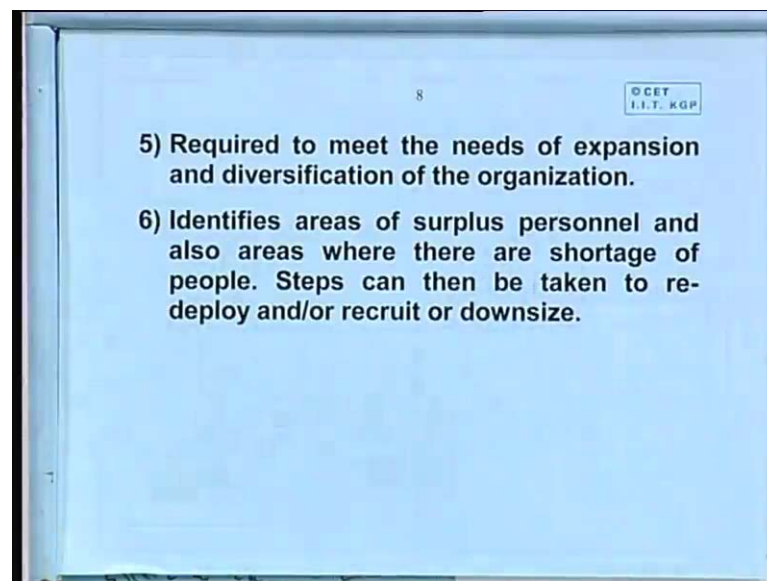 8
© CET
I.I.T. KGP
5) Required to meet the needs of expansion
and diversification of the organization.
6) Identifies areas of surplus personnel and
also areas where there are shortage of
people. Steps can then be taken to re-
deploy and/or recruit or downsize.